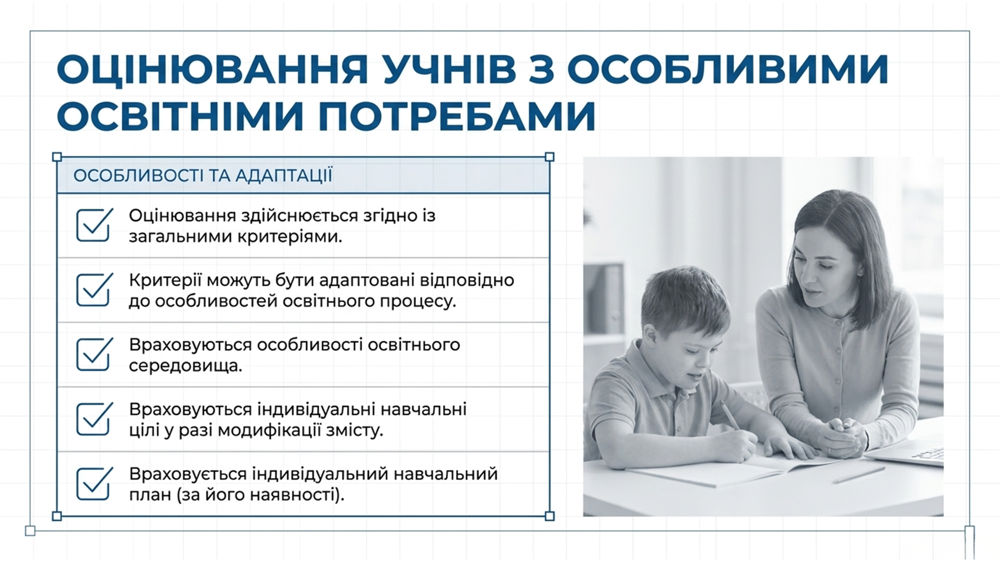 ОЦІНЮВАННЯ УЧНІВ З ОСОБЛИВИМИ
ОСВІТНІМИ ПОТРЕБАМИ
ОСОБЛИВОСТІ ТА АДАПТАЦІЇ
Оцінювання здійснюється згідно із
загальними критеріями.
Критерії можуть бути адаптовані відповідно
до особливостей освітнього процесу.
Враховуються особливості освітнього
середовища.
Враховуються індивідуальні навчальні
цілі у разі модифікації змісту.
Враховується індивідуальний навчальний
план (за його наявності).